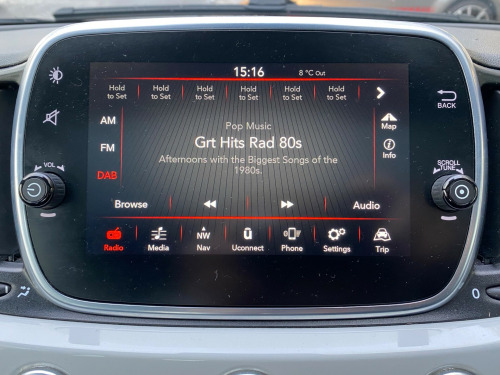 15:16 8 °C Out
Hold to Set Hold to Set Hold to Set Hold to Set Hold to Set Hold to Set
AM
FM
DAB
Pop Music
Grt Hits Rad 80s
Afternoons with the Biggest Songs of the
1980s.
Map
i
Info
Browse Audio
Radio Media NW Nav Uconnect Phone Settings Trip
VOL
BACK
SCROLL
TUNE
0